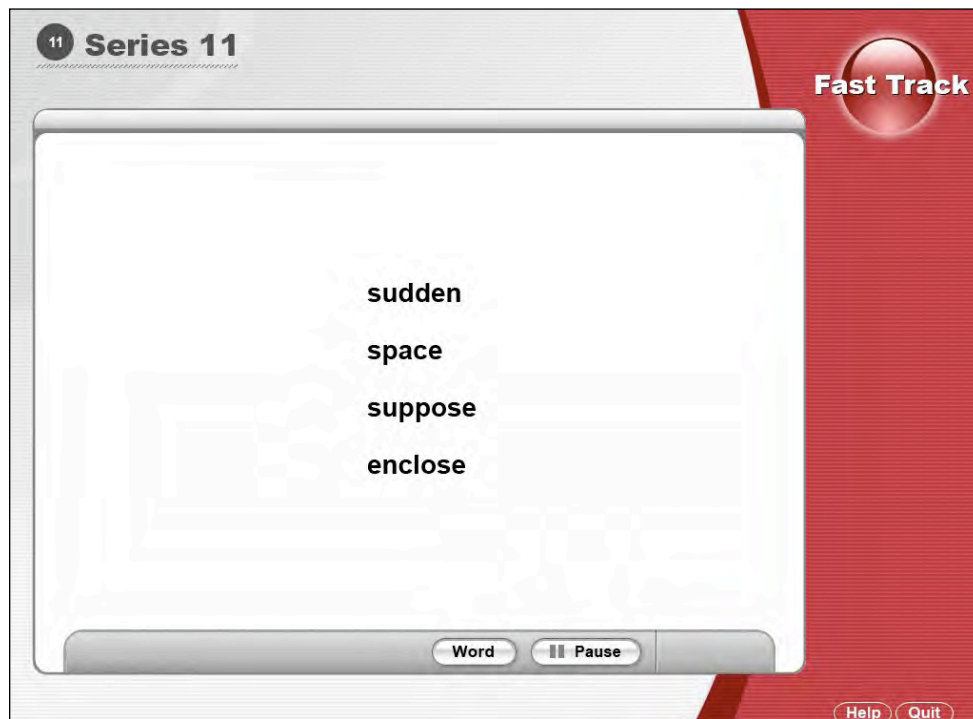 11 Series 11
Fast Track
sudden
space
suppose
enclose
Word Pause
Help Quit